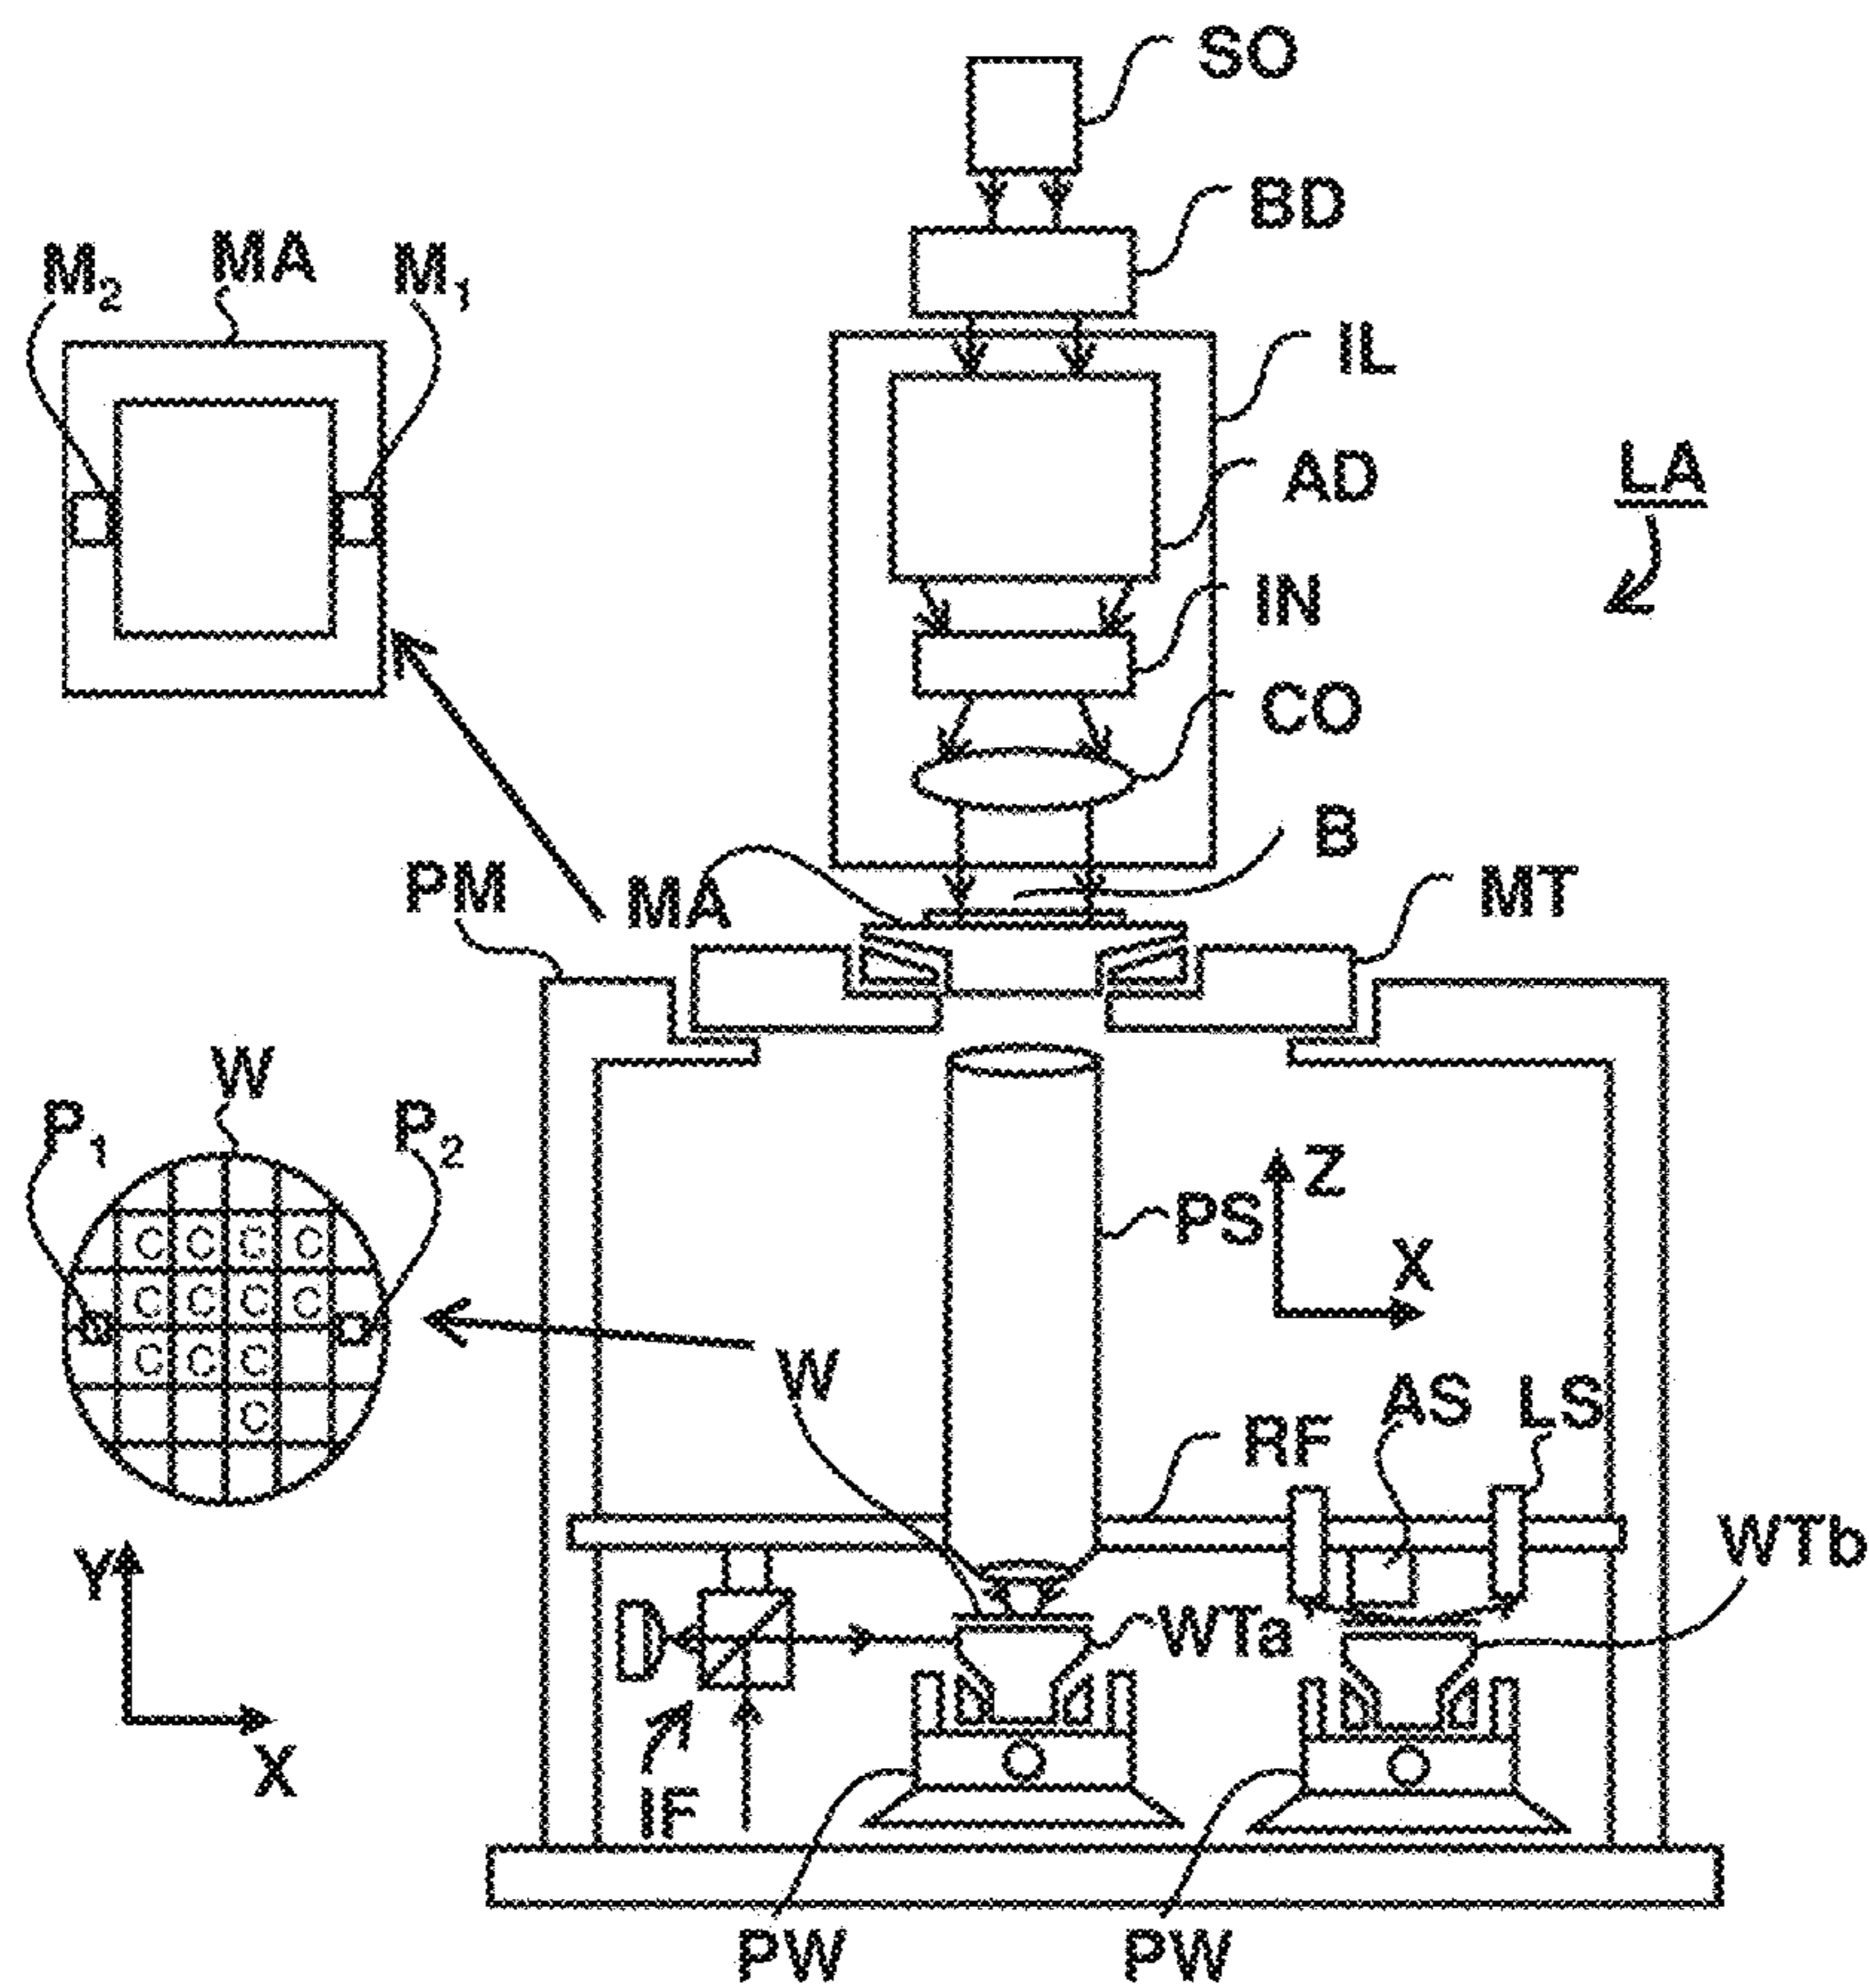 SO
BD
M2 MA M1
IL
AD
LA
IN
CO
B
PM MA MT
W
P1 P2
Z
PS
X
C C C C
C C C C
C C C
C
W
AS LS
RF
WTb
Y
WTa
X
IF
PW PW